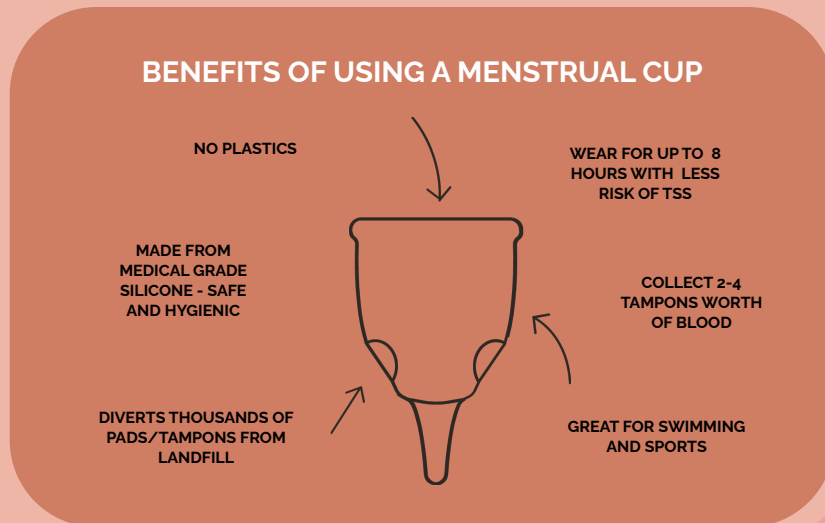 BENEFITS OF USING A MENSTRUAL CUP
NO PLASTICS
WEAR FOR UP TO 8
HOURS WITH LESS
RISK OF TSS
MADE FROM
MEDICAL GRADE
SILICONE - SAFE
AND HYGIENIC
COLLECT 2-4
TAMPONS WORTH
OF BLOOD
DIVERTS THOUSANDS OF
PADS/TAMPONS FROM
LANDFILL
GREAT FOR SWIMMING
AND SPORTS